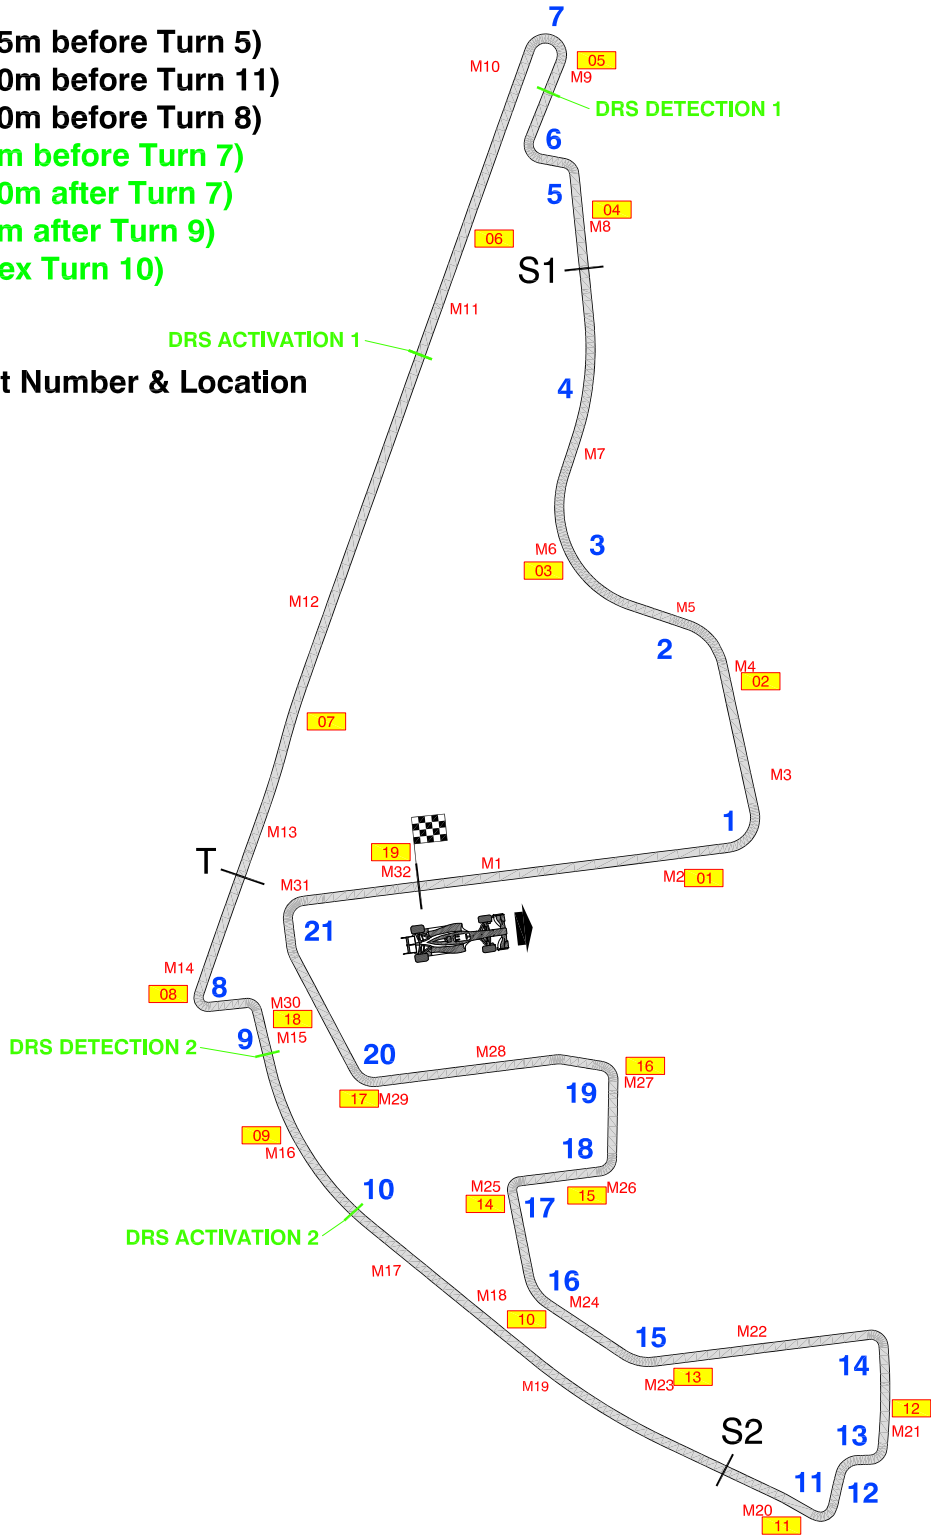 7
5m before Turn 5)
05
M10
M9
0m before Turn 11)
DRS DETECTION 1
0m before Turn 8)
6
m before Turn 7)
0m after Turn 7)
5
04
M8
m after Turn 9)
06
ex Turn 10)
S1
M11
DRS ACTIVATION 1
t Number & Location
4
M7
3
M6
03
M12
M5
2
M4
02
07
M3
1
M13
19
M1
T
M32
M2
01
M31
21
M14
8
08
M30
18
9
M15
DRS DETECTION 2
20
M28
16
19
M27
17
M29
09
18
M16
10
M25
15
M26
14
17
DRS ACTIVATION 2
M17
16
M18
M24
10
15
M22
14
M23
13
M19
12
S2
13
M21
11
12
M20
11